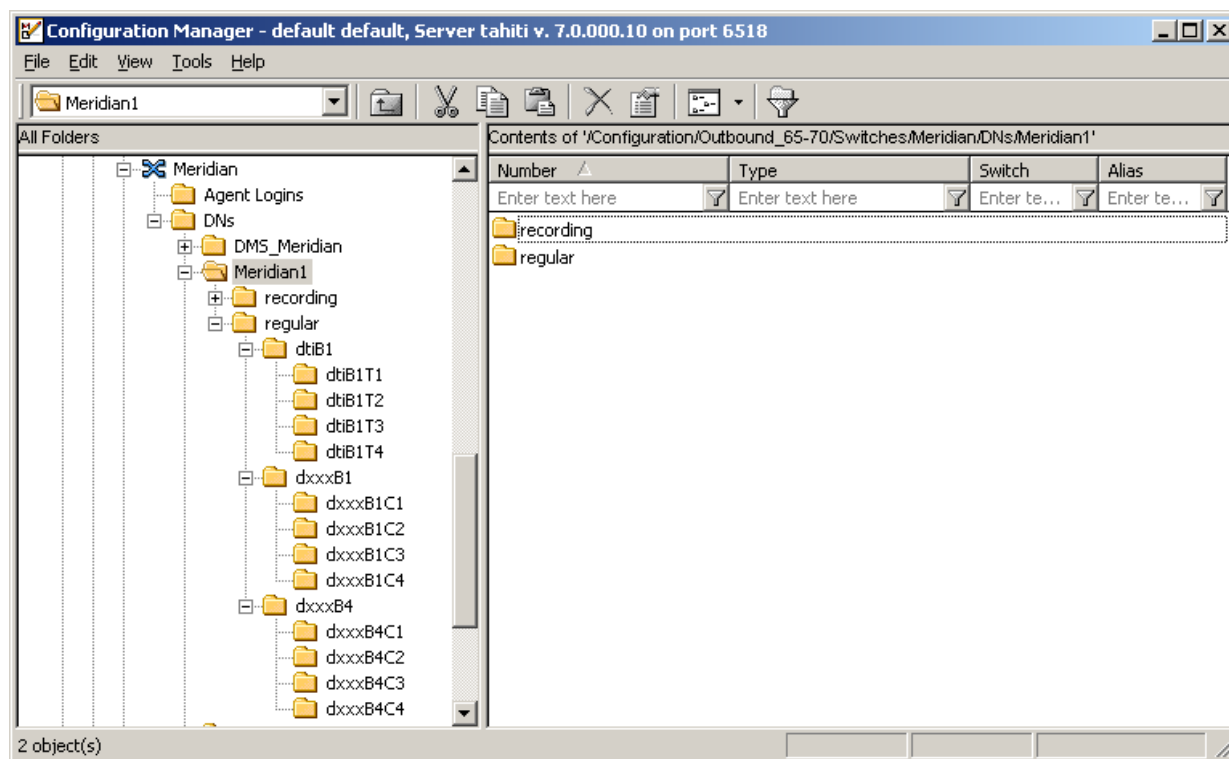 Configuration Manager - default default, Server tahiti v. 7.0.000.10 on port 6518
File Edit View Tools Help
Meridian1
All Folders
Contents of '/Configuration/Outbound_65-70/Switches/Meridian/DNs/Meridian1'
Meridian
Agent Logins
DNs
DMS_Meridian
Meridian1
recording
regular
dtiB1
dtiB1T1
dtiB1T2
dtiB1T3
dtiB1T4
dxxxB1
dxxxB1C1
dxxxB1C2
dxxxB1C3
dxxxB1C4
dxxxB4
dxxxB4C1
dxxxB4C2
dxxxB4C3
dxxxB4C4
Number Type Switch Alias
Enter text here Enter text here Enter te... Enter te...
recording
regular
2 object(s)